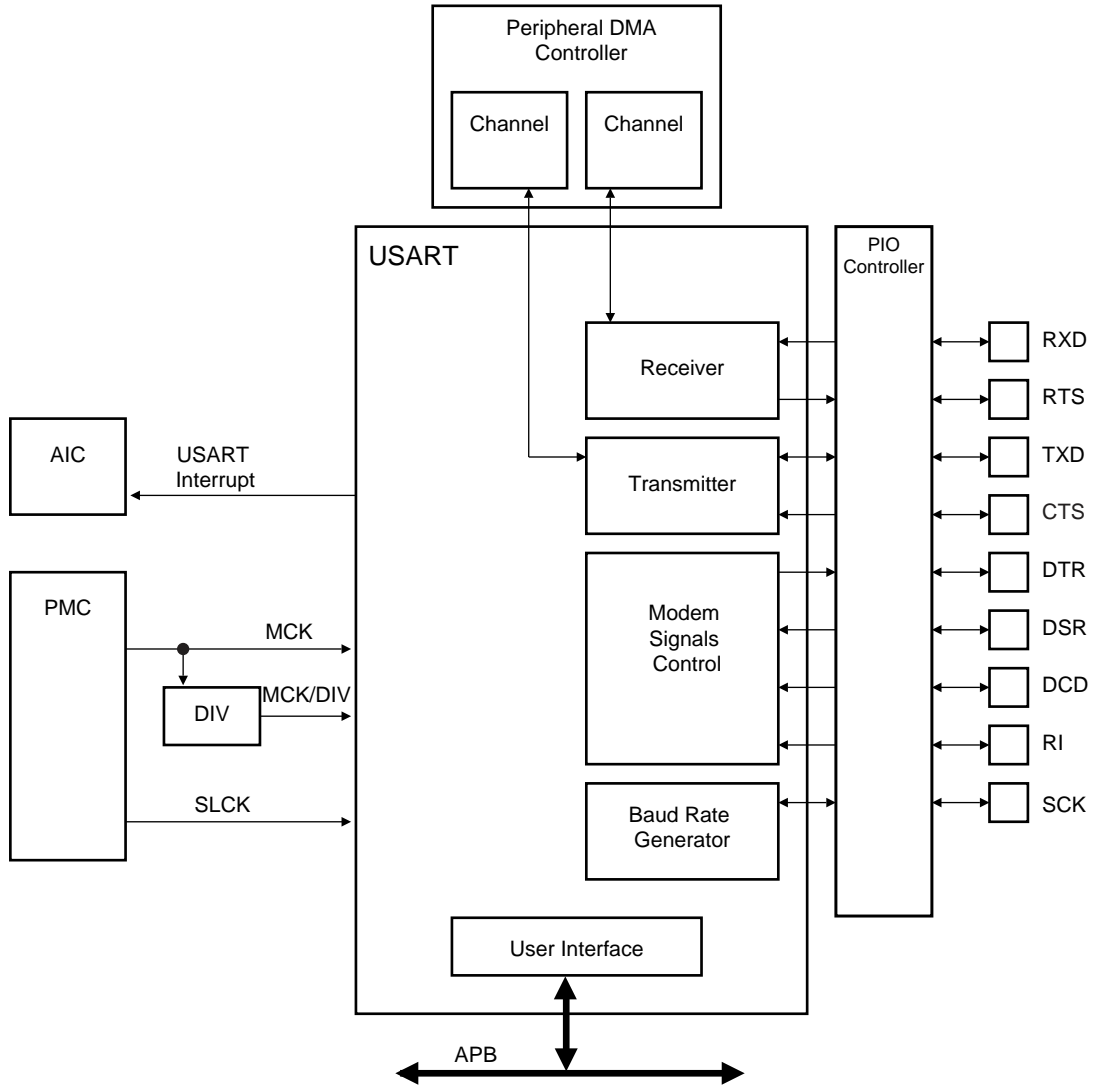 Peripheral DMA
Controller
Channel
Channel
USART
PIO
Controller
Receiver
RXD
RTS
AIC
USART
Interrupt
Transmitter
TXD
CTS
PMC
MCK
DIV
MCK/DIV
SLCK
Modem
Signals
Control
DTR
DSR
DCD
RI
Baud Rate
Generator
SCK
User Interface
APB